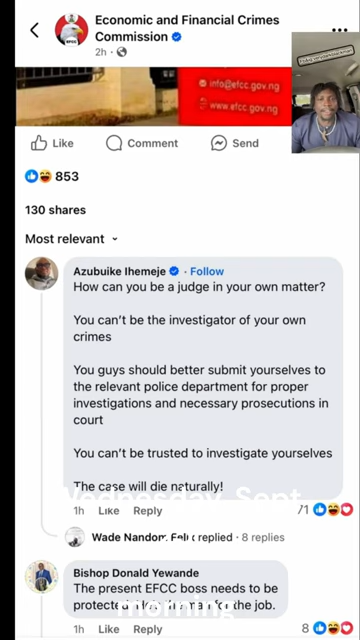 Economic and Financial Crimes
Commission
2h ·
EFCC
info@efcc.gov.ng
www.efcc.gov.ng
Like Comment Send
853
130 shares
Most relevant
Azubuike Ihemeje · Follow
How can you be a judge in your own matter?
You can't be the investigator of your own
crimes
You guys should better submit yourselves to
the relevant police department for proper
investigations and necessary prosecutions in
court
You can't be trusted to investigate yourselves
The case will die naturally!
Wednesday, Sept
1h Like Reply 71
replied · 8 replies
Bishop Donald Yewande
The present EFCC boss needs to be
for the job.
morning
1h Like Reply 8